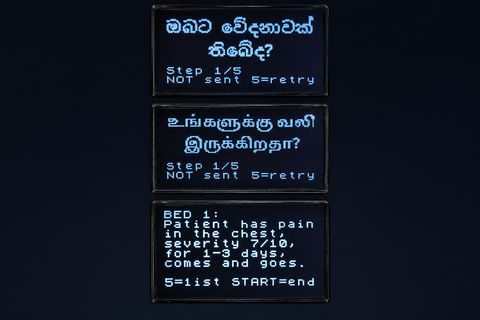 ඔබට වේදනාවක්
තිබේද?
Step 1/5
NOT sent 5=retry
உங்களுக்கு வலி
இருக்கிறதா?
Step 1/5
NOT sent 5=retry
BED 1:
Patient has pain
in the chest,
severity 7/10,
for 1-3 days,
comes and goes.
5=list START=end